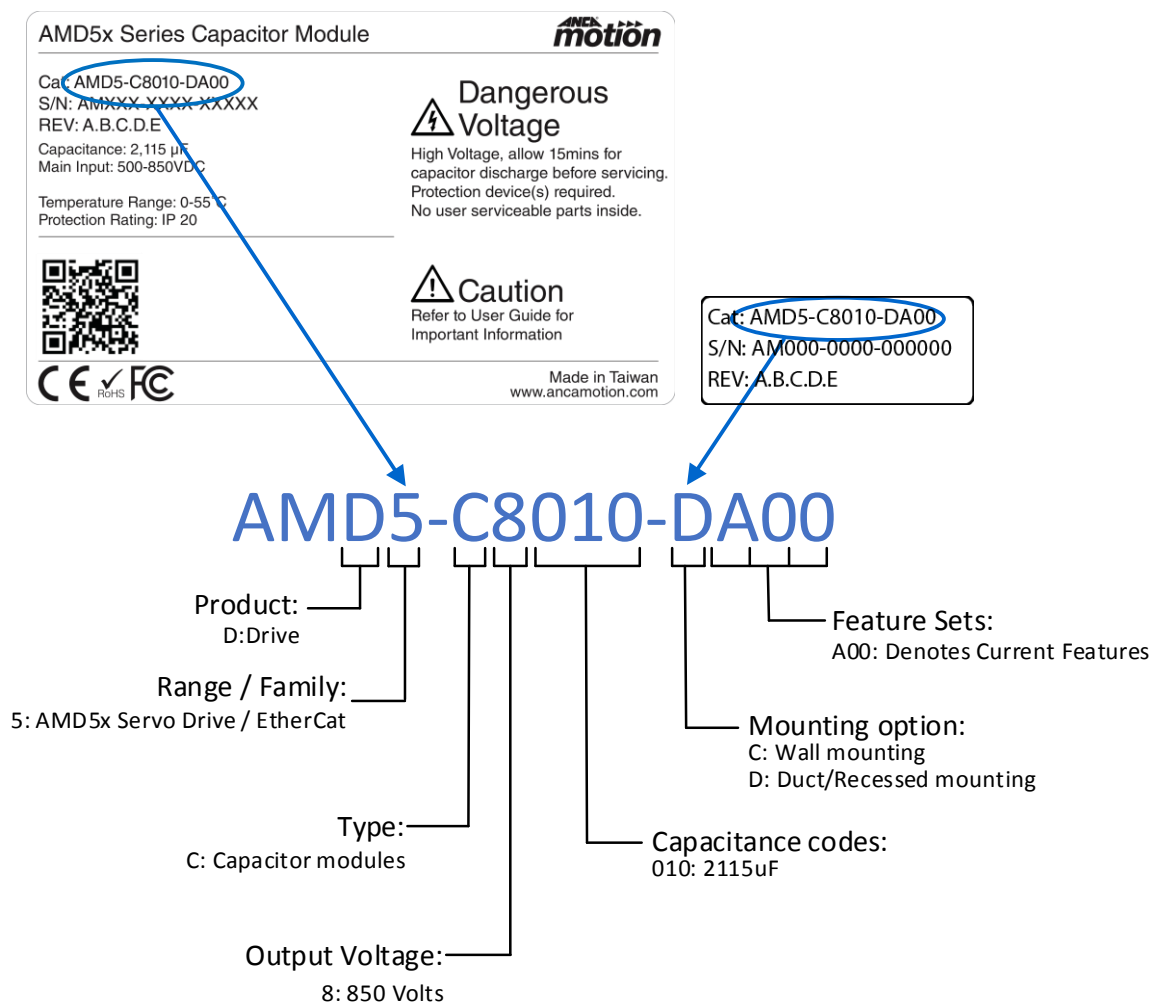 AMD5x Series Capacitor Module
ANCA
motion
Cat: AMD5-C8010-DA00
S/N: AMXXX-XXXX-XXXXX
REV: A.B.C.D.E
Capacitance: 2,115 µF
Main Input: 500-850VDC
Temperature Range: 0-55°C
Protection Rating: IP 20
Dangerous
Voltage
High Voltage, allow 15mins for
capacitor discharge before servicing.
Protection device(s) required.
No user serviceable parts inside.
Caution
Refer to User Guide for
Important Information
CE RoHS FC
Made in Taiwan
www.ancamotion.com
Cat: AMD5-C8010-DA00
S/N: AM000-0000-000000
REV: A.B.C.D.E
AMD5-C8010-DA00
Product:
D:Drive
Range / Family:
5: AMD5x Servo Drive / EtherCat
Type:
C: Capacitor modules
Output Voltage:
8: 850 Volts
Feature Sets:
A00: Denotes Current Features
Mounting option:
C: Wall mounting
D: Duct/Recessed mounting
Capacitance codes:
010: 2115uF